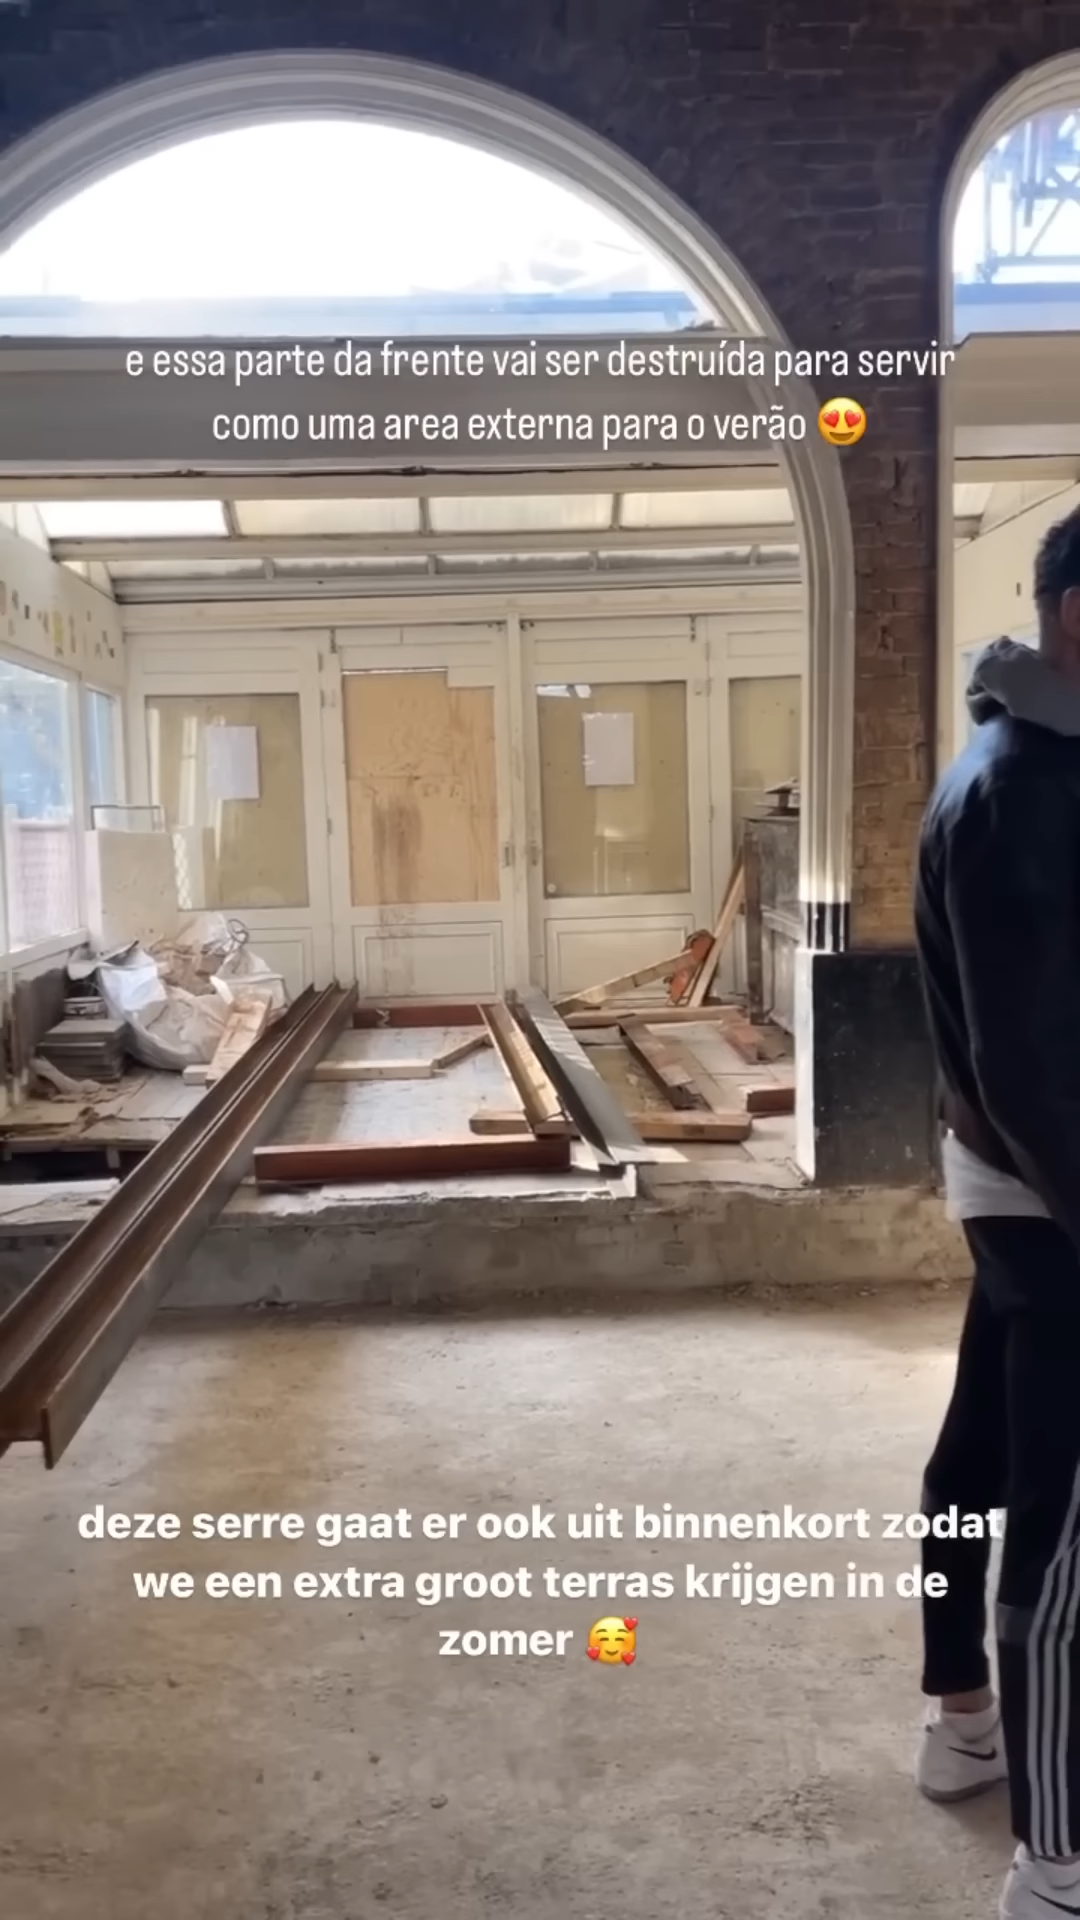 e essa parte da frente vai ser destruída para servir
como uma area externa para o verão 😍
deze serre gaat er ook uit binnenkort zodat
we een extra groot terras krijgen in de
zomer 🥰